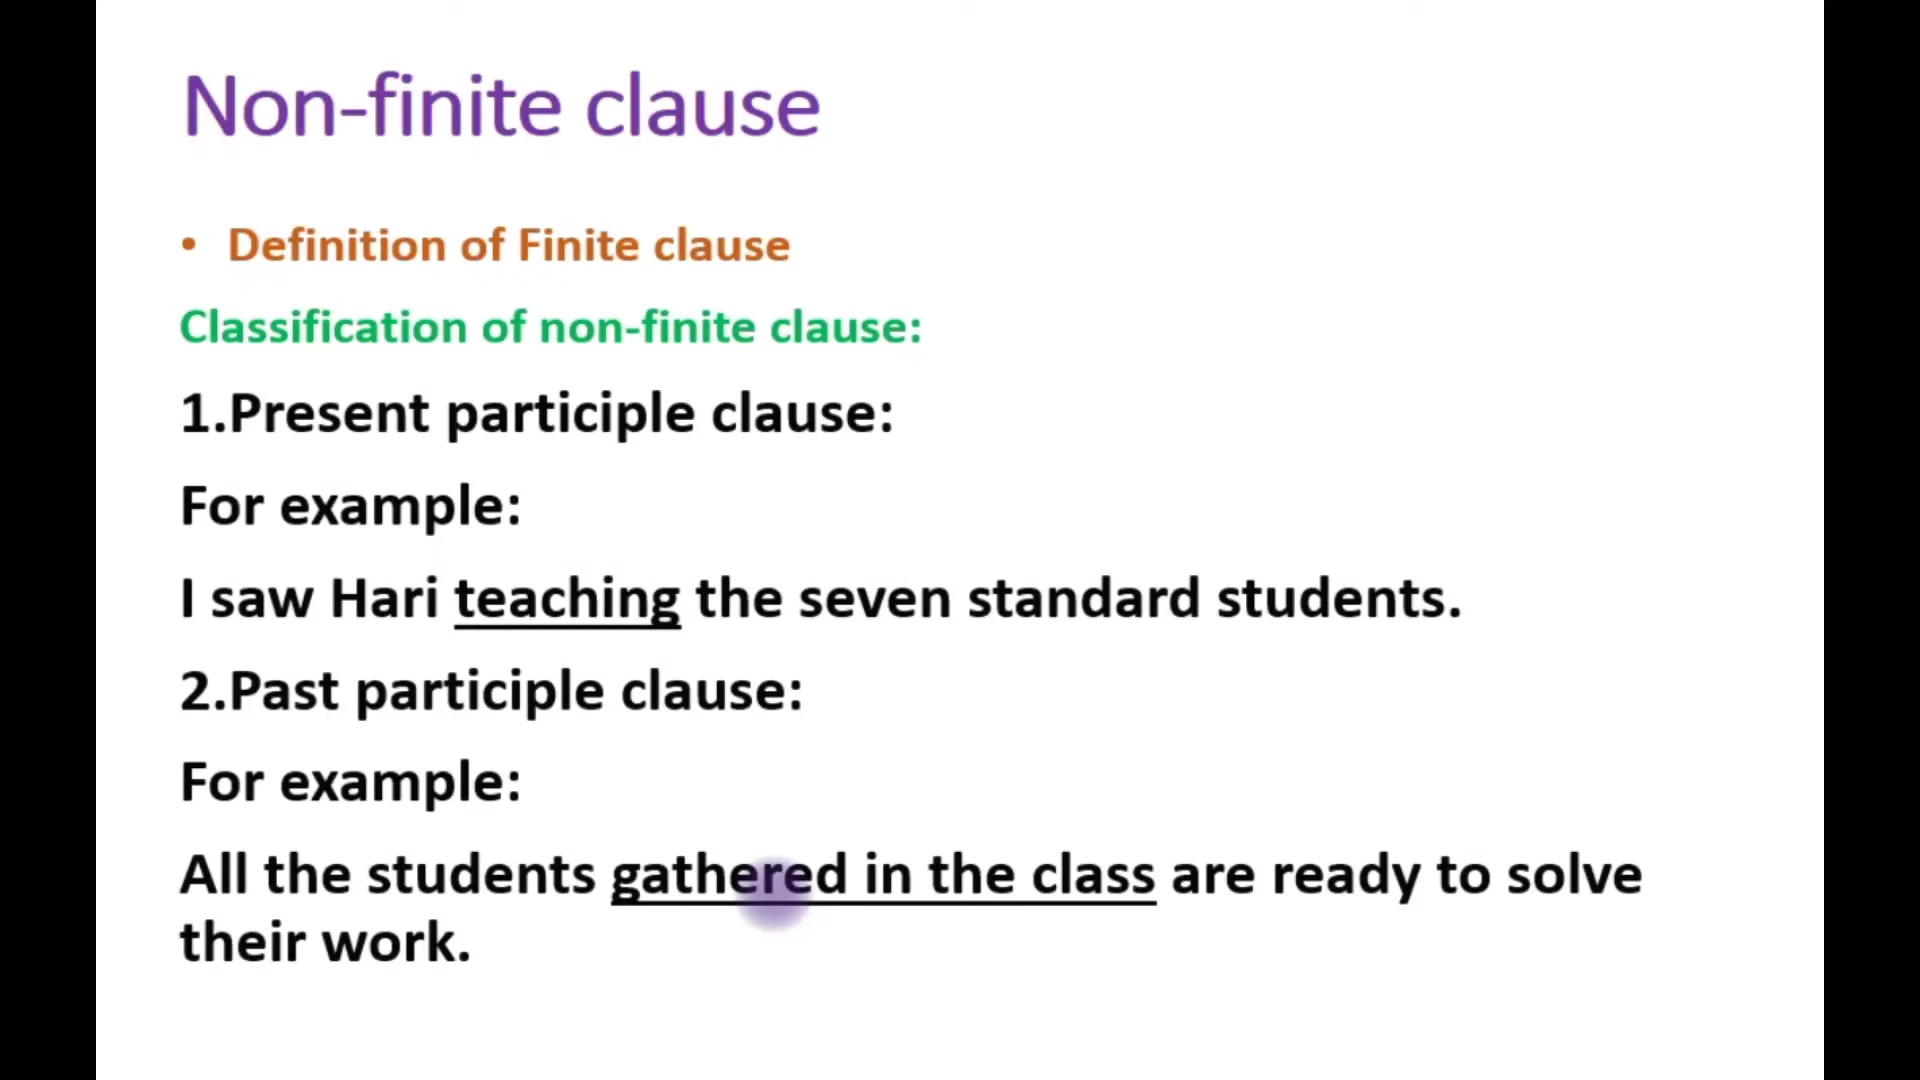 Non-finite clause
• Definition of Finite clause
Classification of non-finite clause:
1.Present participle clause:
For example:
I saw Hari teaching the seven standard students.
2.Past participle clause:
For example:
All the students gathered in the class are ready to solve
their work.